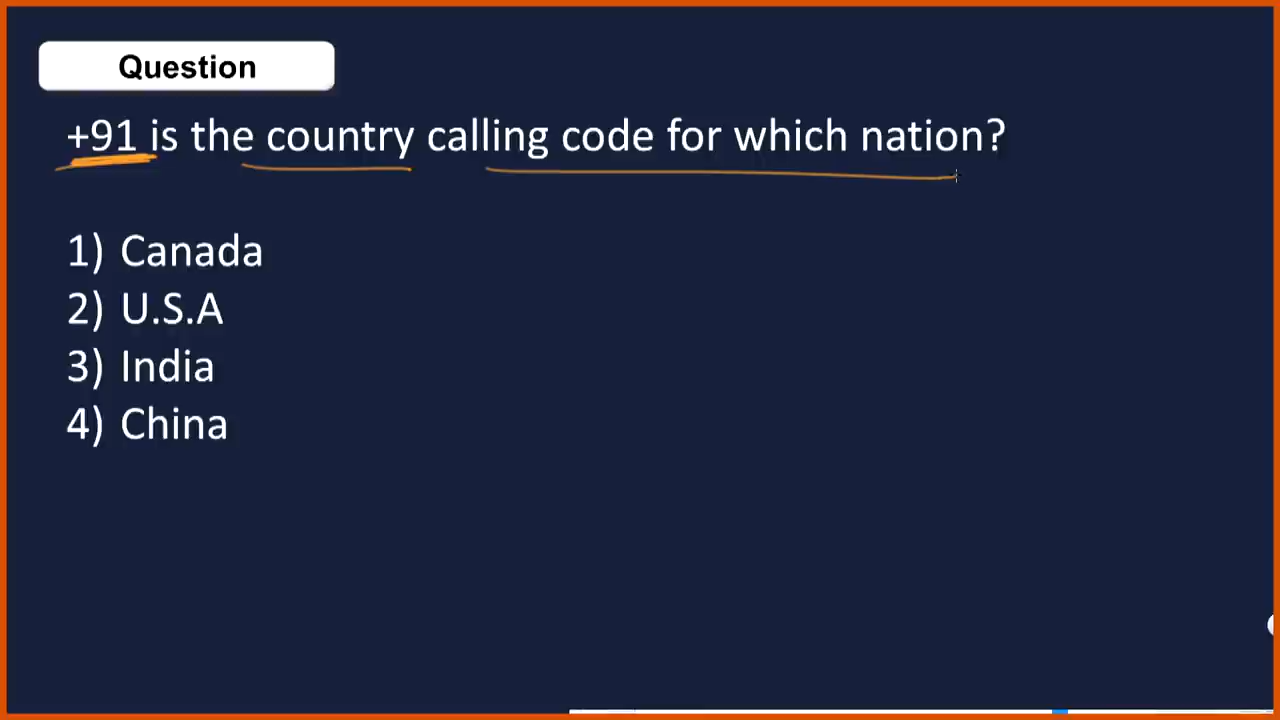 Question
+91 is the country calling code for which nation?
1) Canada
2) U.S.A
3) India
4) China